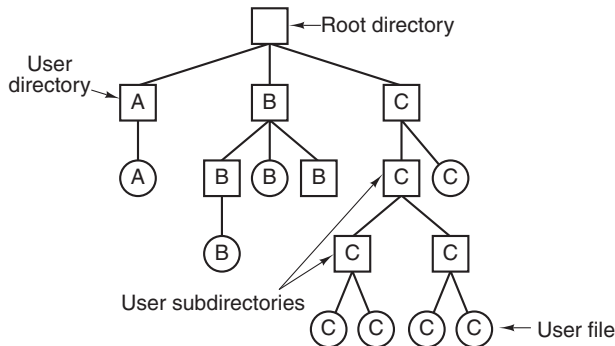 Root directory
User
directory
A B C
A B B B C C
B C C
User subdirectories
C C C C User file